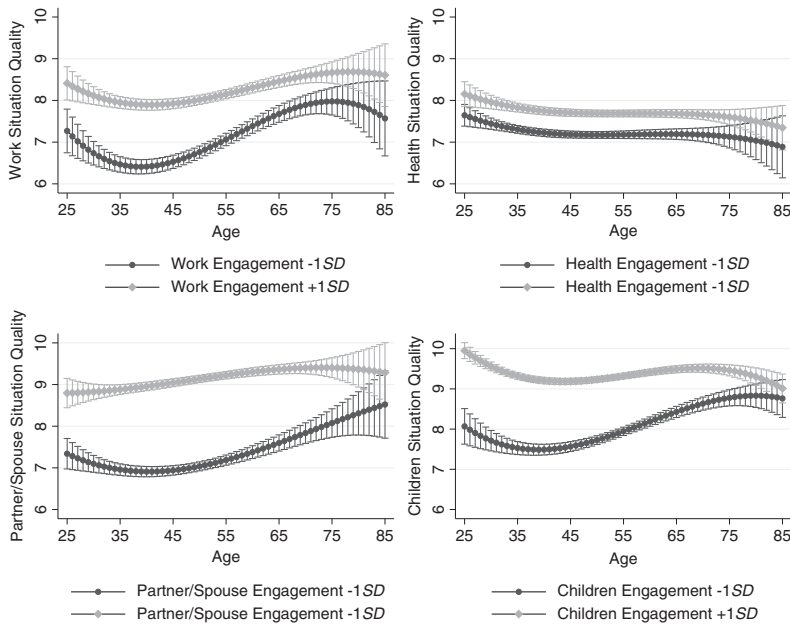 Work Situation Quality
10
9
8
7
6
25 35 45 55 65 75 85
Age
Work Engagement -1SD
Work Engagement +1SD
Health Situation Quality
10
9
8
7
6
25 35 45 55 65 75 85
Age
Health Engagement -1SD
Health Engagement -1SD
Partner/Spouse Situation Quality
10
9
8
7
6
25 35 45 55 65 75 85
Age
Partner/Spouse Engagement -1SD
Partner/Spouse Engagement -1SD
Children Situation Quality
10
9
8
7
6
25 35 45 55 65 75 85
Age
Children Engagement -1SD
Children Engagement +1SD